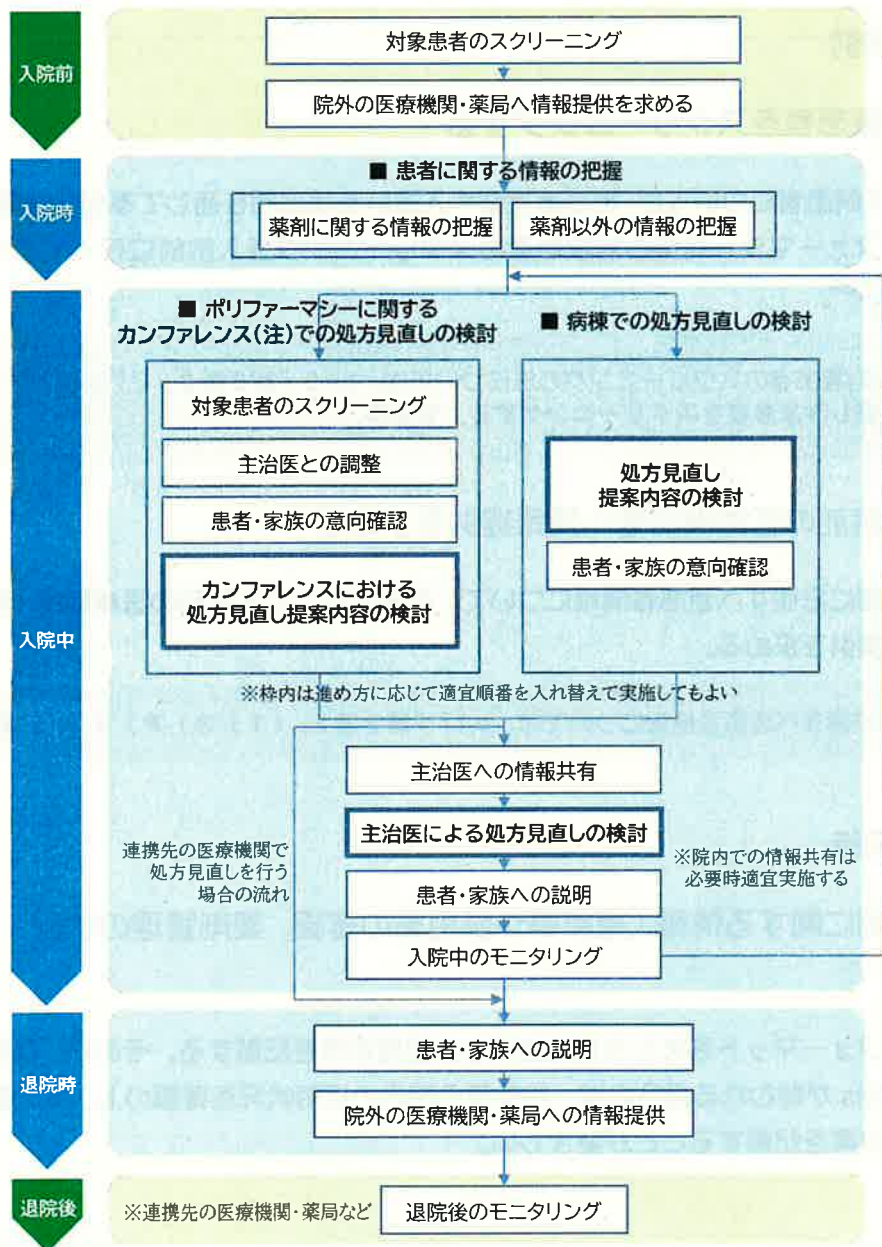 入院前
対象患者のスクリーニング
院外の医療機関・薬局へ情報提供を求める
入院時
■ 患者に関する情報の把握
薬剤に関する情報の把握
薬剤以外の情報の把握
入院中
■ ポリファーマシーに関する
カンファレンス(注)での処方見直しの検討
対象患者のスクリーニング
主治医との調整
患者・家族の意向確認
カンファレンスにおける
処方見直し提案内容の検討
■ 病棟での処方見直しの検討
処方見直し
提案内容の検討
患者・家族の意向確認
※枠内は進め方に応じて適宜順番を入れ替えて実施してもよい
主治医への情報共有
主治医による処方見直しの検討
連携先の医療機関で
処方見直しを行う
場合の流れ
※院内での情報共有は
必要時適宜実施する
患者・家族への説明
入院中のモニタリング
退院時
患者・家族への説明
院外の医療機関・薬局への情報提供
退院後
※連携先の医療機関・薬局など
退院後のモニタリング